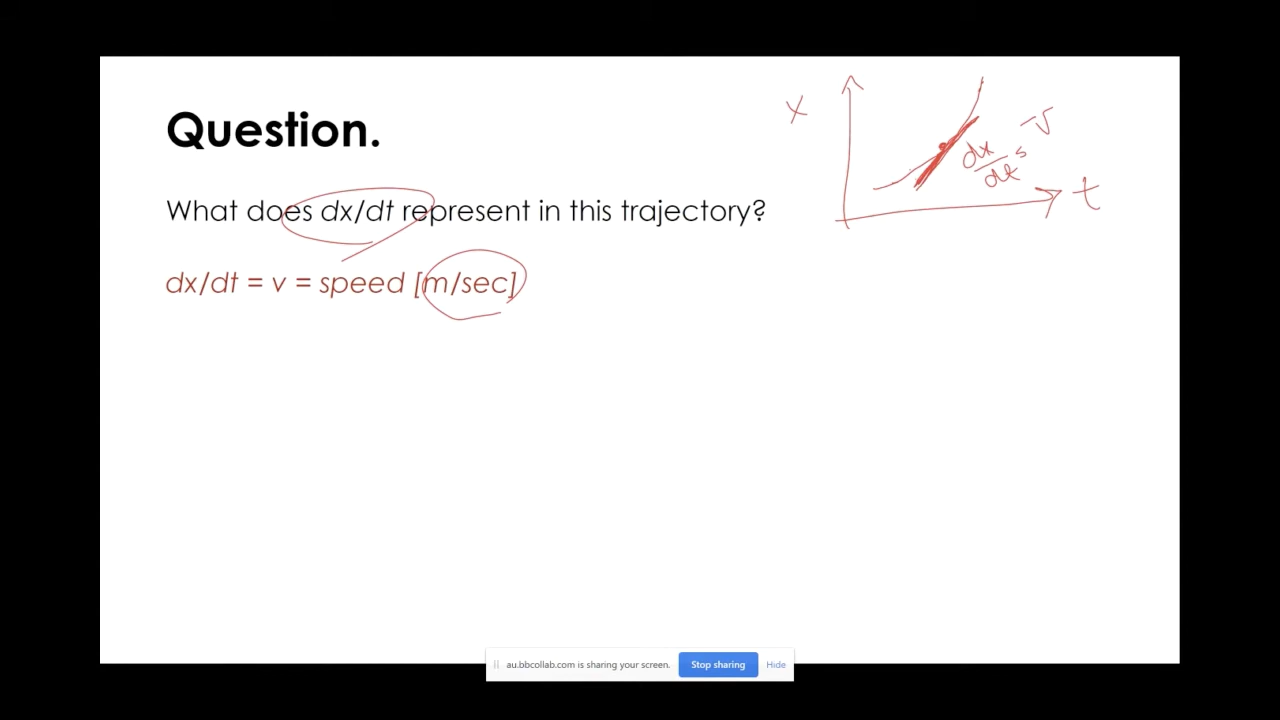 Question.
x
dx/dt = v
t
What does dx/dt represent in this trajectory?
dx/dt = v = speed [m/sec]
au.bbcollab.com is sharing your screen. Stop sharing Hide